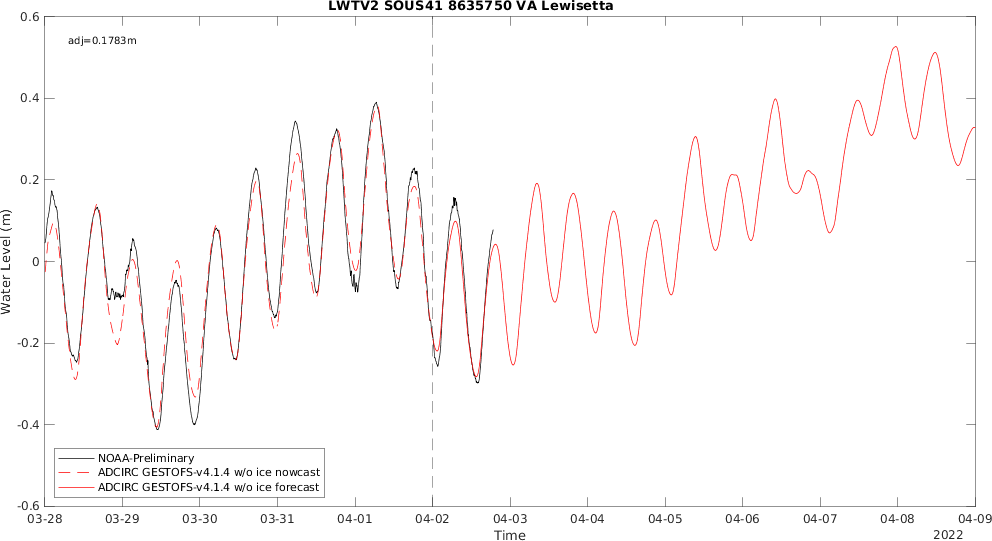 LWTV2 SOUS41 8635750 VA Lewisetta
adj=0.1783m
0.6
0.4
0.2
0
-0.2
-0.4
-0.6
Water Level (m)
NOAA-Preliminary
ADCIRC GESTOFS-v4.1.4 w/o ice nowcast
ADCIRC GESTOFS-v4.1.4 w/o ice forecast
03-28 03-29 03-30 03-31 04-01 04-02 04-03 04-04 04-05 04-06 04-07 04-08 04-09
Time
2022